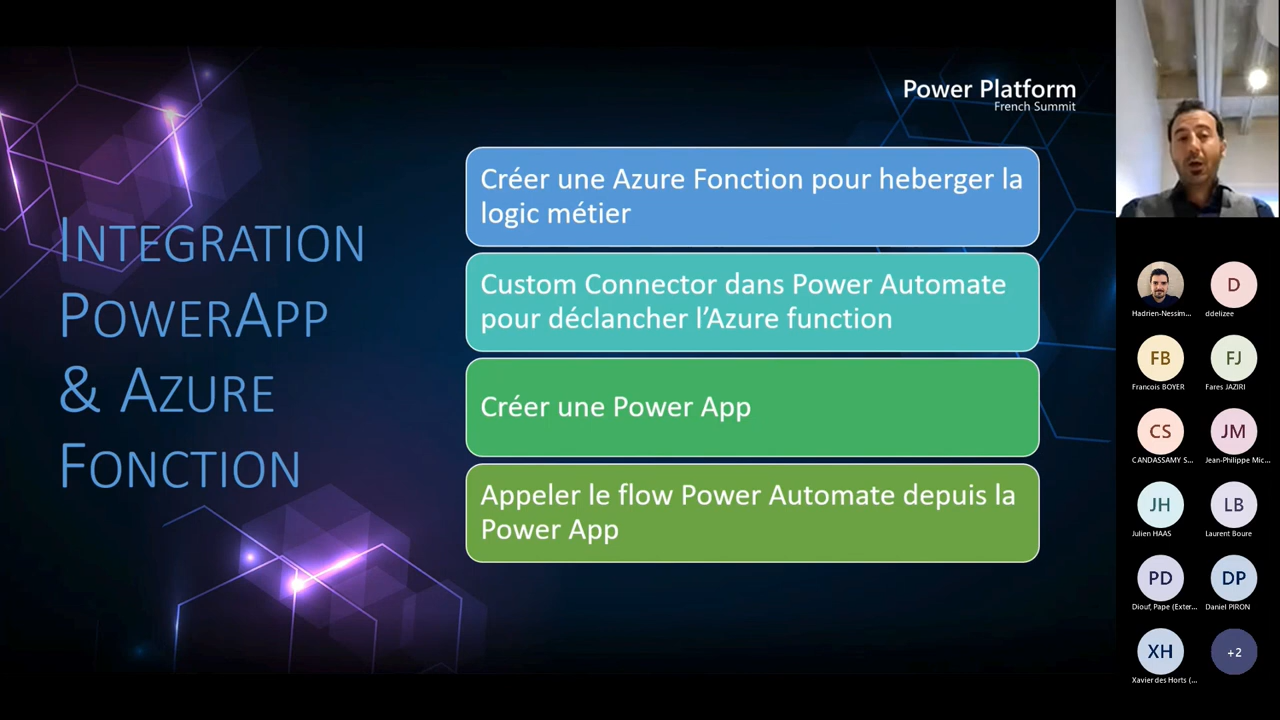 Power Platform
French Summit
INTEGRATION
POWERAPP
& AZURE
FONCTION
Créer une Azure Fonction pour heberger la
logic métier
Custom Connector dans Power Automate
pour déclancher l'Azure function
Créer une Power App
Appeler le flow Power Automate depuis la
Power App
Hadrien-Nessim...
D
ddelizee
FB
Francois BOYER
FJ
Fares JAZIRI
CS
CANDASSAMY S...
JM
Jean-Philippe Mic...
JH
Julien HAAS
LB
Laurent Boure
PD
Diouf, Pape (Exter...
DP
Daniel PIRON
XH
Xavier des Horts (...
+2